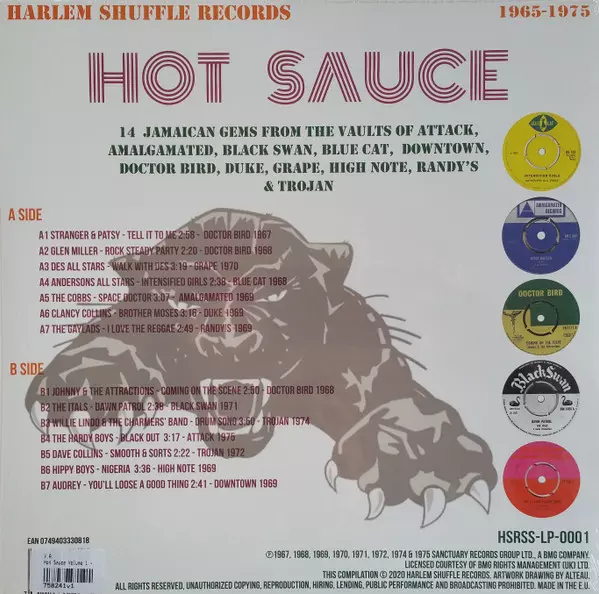 HARLEM SHUFFLE RECORDS
1965-1975
HOT SAUCE
14 JAMAICAN GEMS FROM THE VAULTS OF ATTACK,
AMALGAMATED, BLACK SWAN, BLUE CAT, DOWNTOWN,
DOCTOR BIRD, DUKE, GRAPE, HIGH NOTE, RANDY'S
& TROJAN
A SIDE
A1 STRANGER & PATSY - TELL IT TO ME 2:58 - DOCTOR BIRD 1967
A2 GLEN MILLER - ROCK STEADY PARTY 2:20 - DOCTOR BIRD 1968
A3 DES ALL STARS - WALK WITH DES 3:19 - GRAPE 1970
A4 ANDERSONS ALL STARS - INTENSIFIED GIRLS 2:38 - BLUE CAT 1968
A5 THE COBBS - SPACE DOCTOR 3:07 - AMALGAMATED 1969
A6 CLANCY COLLINS - BROTHER MOSES 3:18 - DUKE 1969
A7 THE GAYLADS - I LOVE THE REGGAE 2:49 - RANDY'S 1969
B SIDE
B1 JOHNNY & THE ATTRACTIONS - COMING ON THE SCENE 2:50 - DOCTOR BIRD 1968
B2 THE ITALS - DAWN PATROL 2:38 - BLACK SWAN 1971
B3 WILLIE LINDO & THE CHARMERS' BAND - DRUM SONG 3.50 - TROJAN 1974
B4 THE HARDY BOYS - BLACK OUT 3:17 - ATTACK 1975
B5 DAVE COLLINS - SMOOTH & SORTS 2:22 - TROJAN 1972
B6 HIPPY BOYS - NIGERIA 3:36 - HIGH NOTE 1969
B7 AUDREY - YOU'LL LOOSE A GOOD THING 2:41 - DOWNTOWN 1969
AMALGAMATED RECORDS
DOCTOR BIRD
BlackSwan
EAN 0749403330818
Hot Sauce Volume 1
758241v1
HSRSS-LP-0001
℗1967, 1968, 1969, 1970, 1971, 1972, 1974 & 1975 SANCTUARY RECORDS GROUP LTD., A BMG COMPANY.
LICENSED COURTESY OF BMG RIGHTS MANAGEMENT (UK) LTD.
THIS COMPILATION © 2020 HARLEM SHUFFLE RECORDS. ARTWORK DRAWING BY ALTEAU.
ALL RIGHTS RESERVED, UNAUTHORIZED COPYING, REPRODUCTION, HIRING, LENDING, PUBLIC PERFORMANCE AND BROADCASTING PROHIBITED. MADE IN THE E.U.